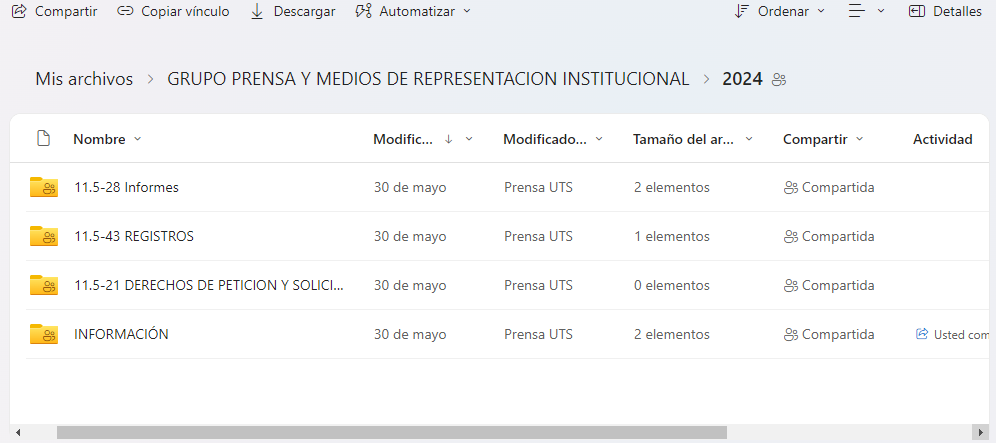 Compartir Copiar vínculo Descargar Automatizar Ordenar Detalles
Mis archivos > GRUPO PRENSA Y MEDIOS DE REPRESENTACION INSTITUCIONAL > 2024
Nombre Modific... ↓ Modificado... Tamaño del ar... Compartir Actividad
11.5-28 Informes 30 de mayo Prensa UTS 2 elementos Compartida
11.5-43 REGISTROS 30 de mayo Prensa UTS 1 elementos Compartida
11.5-21 DERECHOS DE PETICION Y SOLICI... 30 de mayo Prensa UTS 0 elementos Compartida
INFORMACIÓN 30 de mayo Prensa UTS 2 elementos Compartida Usted com